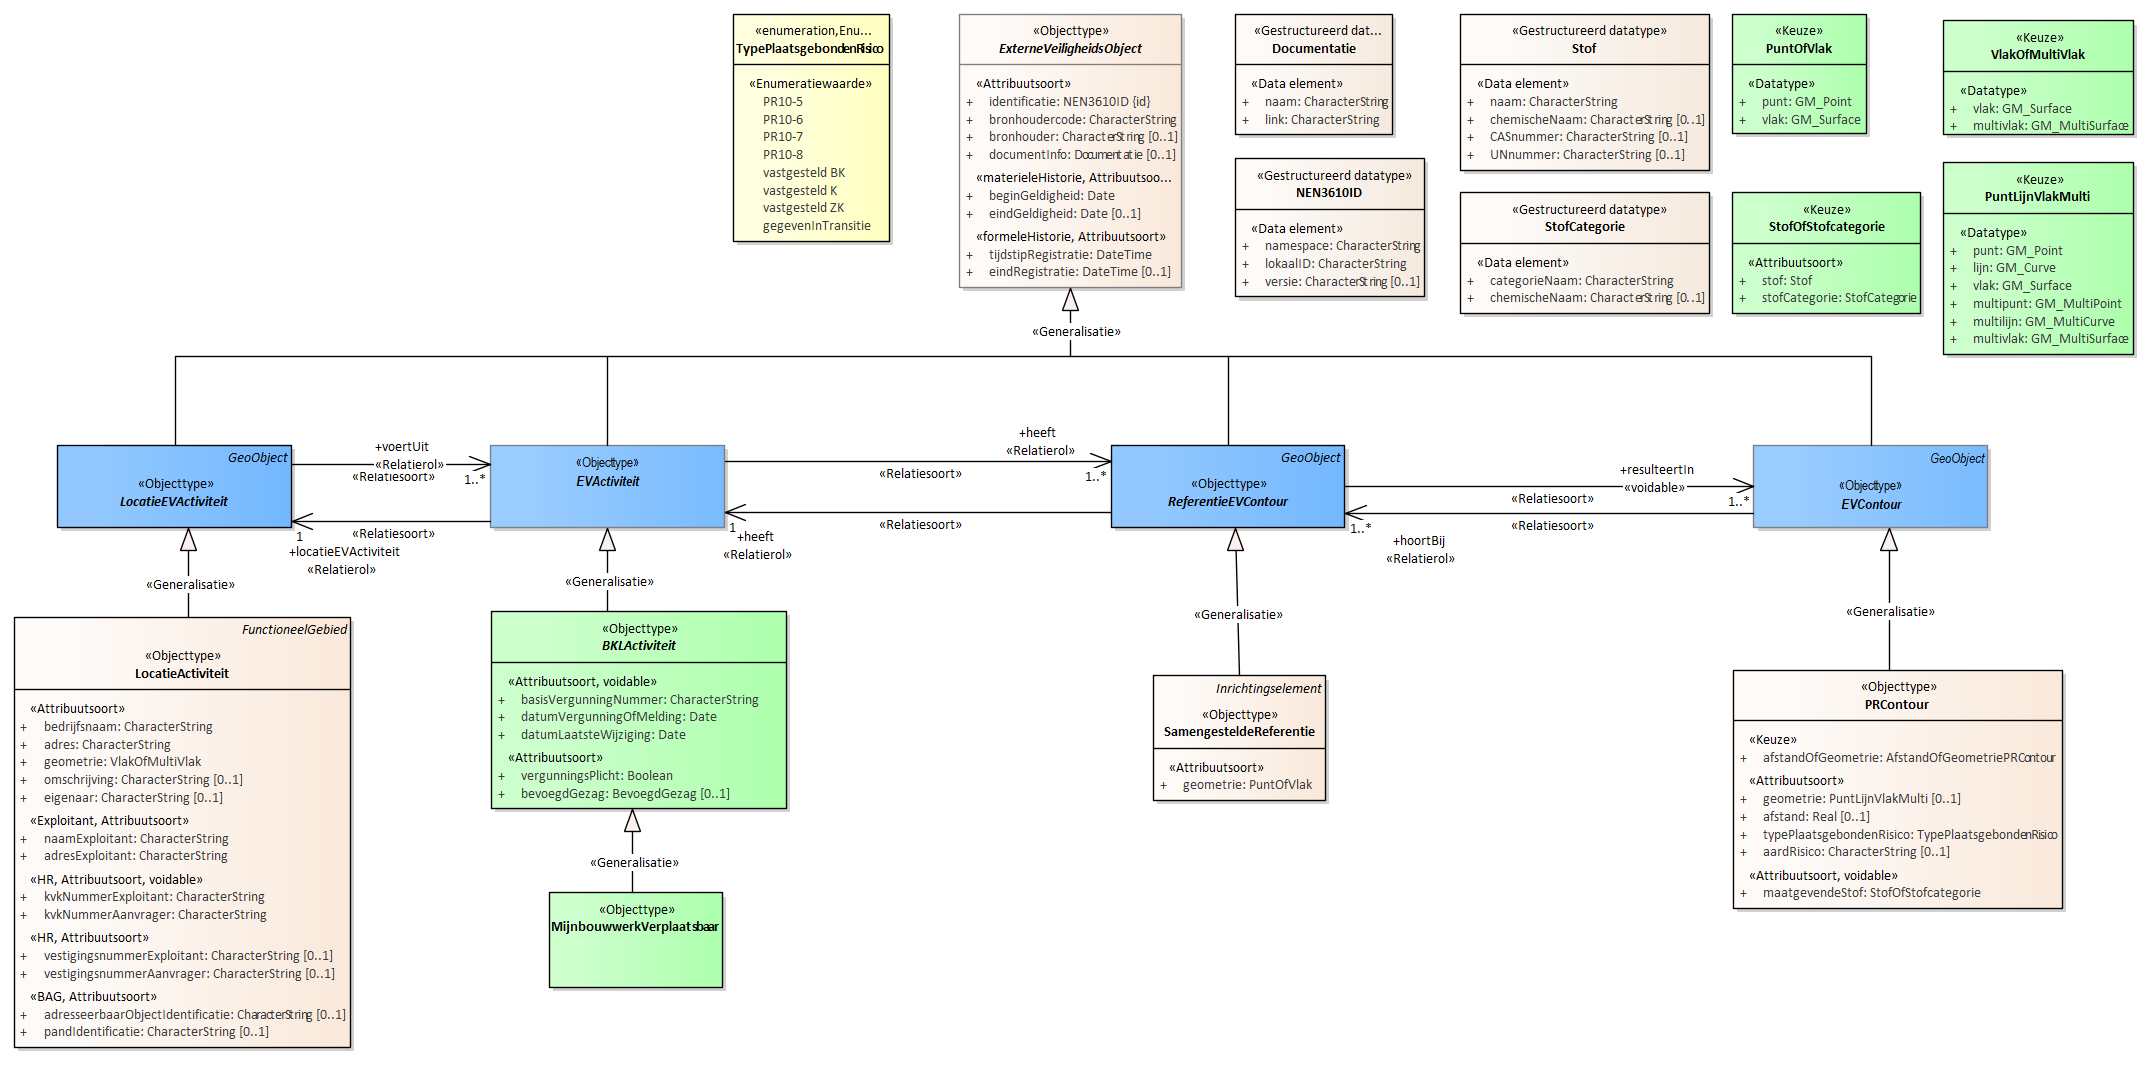 «enumeration,Enu...
TypePlaatsgebondenRisico
«Enumeratiewaarde»
PR10-5
PR10-6
PR10-7
PR10-8
vastgesteld BK
vastgesteld K
vastgesteld ZK
gegevenInTransitie
«Objecttype»
ExterneVeiligheidsObject
«Attribuutsoort»
+ identificatie: NEN3610ID {id}
+ bronhoudercode: CharacterString
+ bronhouder: CharacterString [0..1]
+ documentInfo: Documentatie [0..1]
«materieleHistorie, Attribuutsoo...
+ beginGeldigheid: Date
+ eindGeldigheid: Date [0..1]
«formeleHistorie, Attribuutsoort»
+ tijdstipRegistratie: DateTime
+ eindRegistratie: DateTime [0..1]
«Gestructureerd dat...
Documentatie
«Data element»
+ naam: CharacterString
+ link: CharacterString
«Gestructureerd datatype»
NEN3610ID
«Data element»
+ namespace: CharacterString
+ lokaalID: CharacterString
+ versie: CharacterString [0..1]
«Gestructureerd datatype»
Stof
«Data element»
+ naam: CharacterString
+ chemischeNaam: CharacterString [0..1]
+ CASnummer: CharacterString [0..1]
+ UNnummer: CharacterString [0..1]
«Gestructureerd datatype»
StofCategorie
«Data element»
+ categorieNaam: CharacterString
+ chemischeNaam: CharacterString [0..1]
«Keuze»
PuntOfVlak
«Datatype»
+ punt: GM_Point
+ vlak: GM_Surface
«Keuze»
StofOfStofcategorie
«Attribuutsoort»
+ stof: Stof
+ stofCategorie: StofCategorie
«Keuze»
VlakOfMultiVlak
«Datatype»
+ vlak: GM_Surface
+ multivlak: GM_MultiSurface
«Keuze»
PuntLijnVlakMulti
«Datatype»
+ punt: GM_Point
+ lijn: GM_Curve
+ vlak: GM_Surface
+ multipunt: GM_MultiPoint
+ multilijn: GM_MultiCurve
+ multivlak: GM_MultiSurface
«Generalisatie»
GeoObject
«Objecttype»
LocatieEVActiviteit
+voertUit
«Relatierol»
«Relatiesoort»
1..*
«Relatiesoort»
1
+locatieEVActiviteit
«Relatierol»
«Objecttype»
EVActiviteit
+heeft
«Relatierol»
«Relatiesoort»
1..*
«Relatiesoort»
1
+heeft
«Relatierol»
GeoObject
«Objecttype»
ReferentieEVContour
+resulteertIn
«voidable»
«Relatiesoort»
1..*
«Relatiesoort»
1..*
+hoortBij
«Relatierol»
GeoObject
«Objecttype»
EVContour
«Generalisatie»
«Generalisatie»
«Generalisatie»
«Generalisatie»
FunctioneelGebied
«Objecttype»
LocatieActiviteit
«Attribuutsoort»
+ bedrijfsnaam: CharacterString
+ adres: CharacterString
+ geometrie: VlakOfMultiVlak
+ omschrijving: CharacterString [0..1]
+ eigenaar: CharacterString [0..1]
«Exploitant, Attribuutsoort»
+ naamExploitant: CharacterString
+ adresExploitant: CharacterString
«HR, Attribuutsoort, voidable»
+ kvkNummerExploitant: CharacterString
+ kvkNummerAanvrager: CharacterString
«HR, Attribuutsoort»
+ vestigingsnummerExploitant: CharacterString [0..1]
+ vestigingsnummerAanvrager: CharacterString [0..1]
«BAG, Attribuutsoort»
+ adresseerbaarObjectIdentificatie: CharacterString [0..1]
+ pandIdentificatie: CharacterString [0..1]
«Objecttype»
BKLActiviteit
«Attribuutsoort, voidable»
+ basisVergunningNummer: CharacterString
+ datumVergunningOfMelding: Date
+ datumLaatsteWijziging: Date
«Attribuutsoort»
+ vergunningsPlicht: Boolean
+ bevoegdGezag: BevoegdGezag [0..1]
«Generalisatie»
«Objecttype»
MijnbouwwerkVerplaatsbaar
Inrichtingselement
«Objecttype»
SamengesteldeReferentie
«Attribuutsoort»
+ geometrie: PuntOfVlak
«Objecttype»
PRContour
«Keuze»
+ afstandOfGeometrie: AfstandOfGeometriePRContour
«Attribuutsoort»
+ geometrie: PuntLijnVlakMulti [0..1]
+ afstand: Real [0..1]
+ typePlaatsgebondenRisico: TypePlaatsgebondenRisico
+ aardRisico: CharacterString [0..1]
«Attribuutsoort, voidable»
+ maatgevendeStof: StofOfStofcategorie